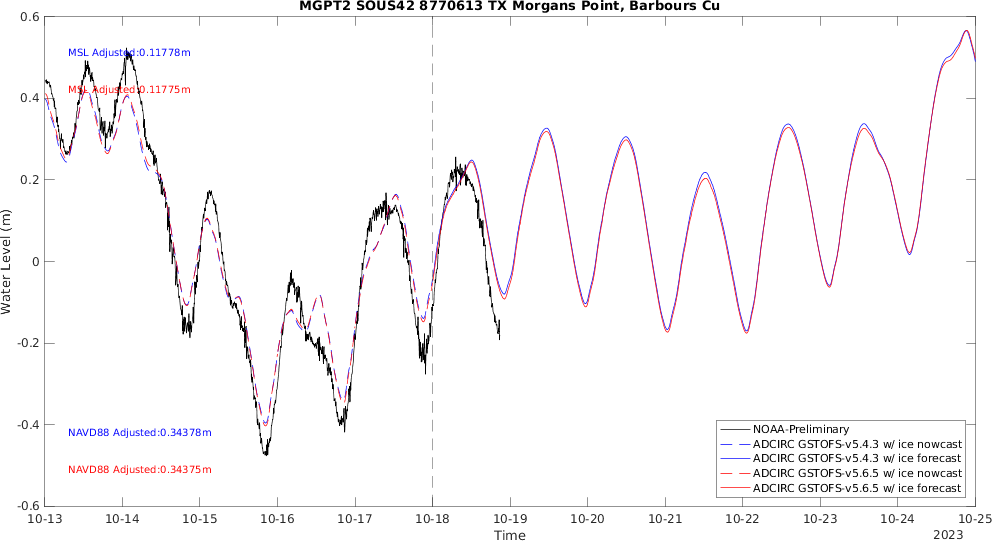 MGPT2 SOUS42 8770613 TX Morgans Point, Barbours Cu
0.6
0.4
0.2
0
-0.2
-0.4
-0.6
Water Level (m)
MSL Adjusted:0.11778m
MSL Adjusted:0.11775m
NAVD88 Adjusted:0.34378m
NAVD88 Adjusted:0.34375m
NOAA-Preliminary
ADCIRC GSTOFS-v5.4.3 w/ ice nowcast
ADCIRC GSTOFS-v5.4.3 w/ ice forecast
ADCIRC GSTOFS-v5.6.5 w/ ice nowcast
ADCIRC GSTOFS-v5.6.5 w/ ice forecast
10-13 10-14 10-15 10-16 10-17 10-18 10-19 10-20 10-21 10-22 10-23 10-24 10-25
Time
2023